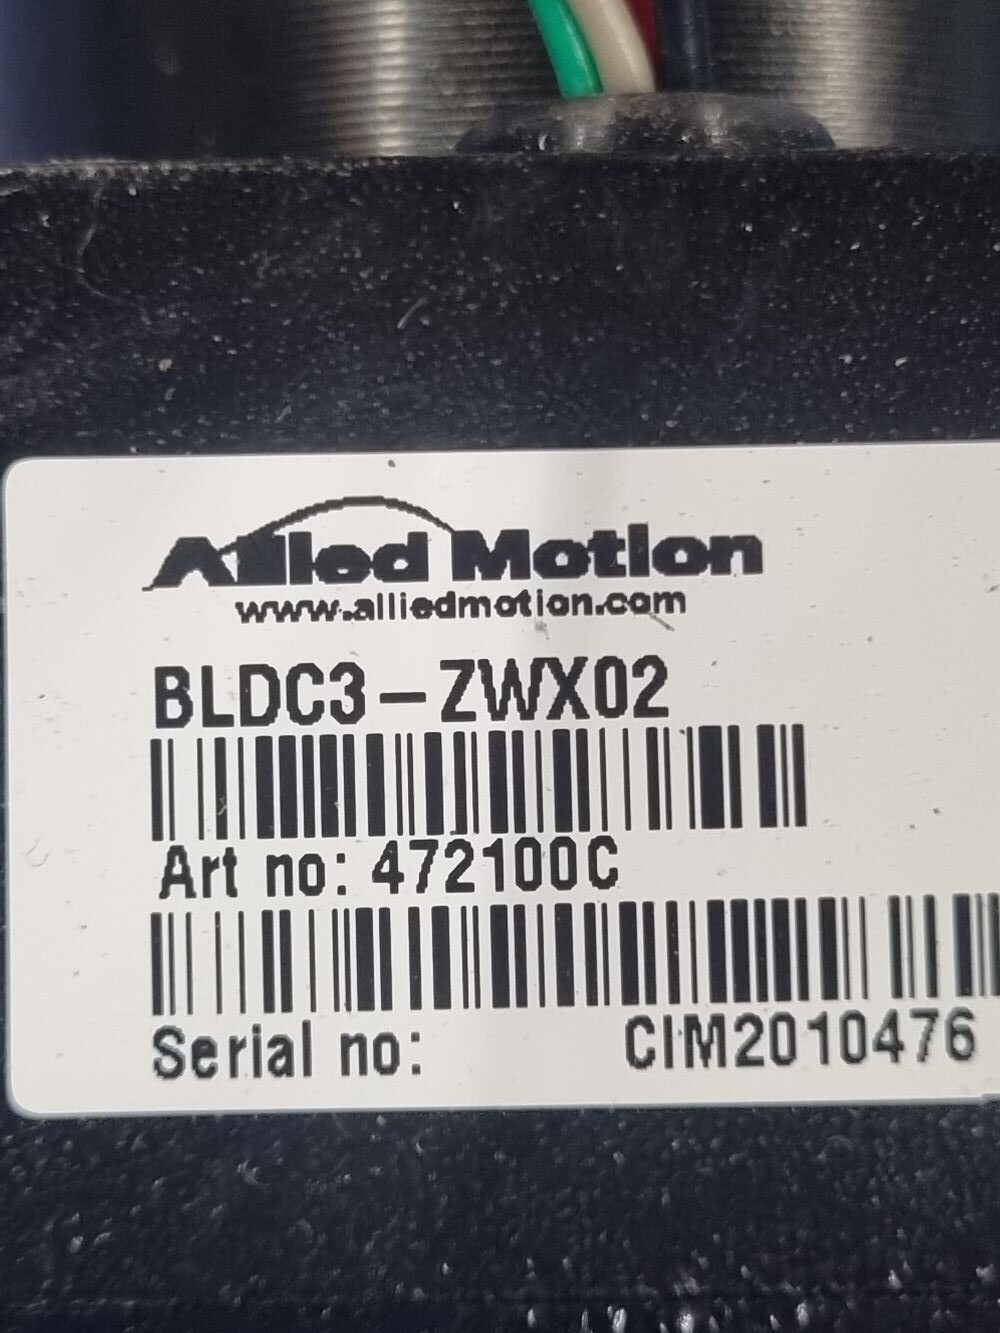 Allied Motion
www.alliedmotion.com
BLDC3-ZWX02
Art no: 472100C
Serial no: CIM2010476